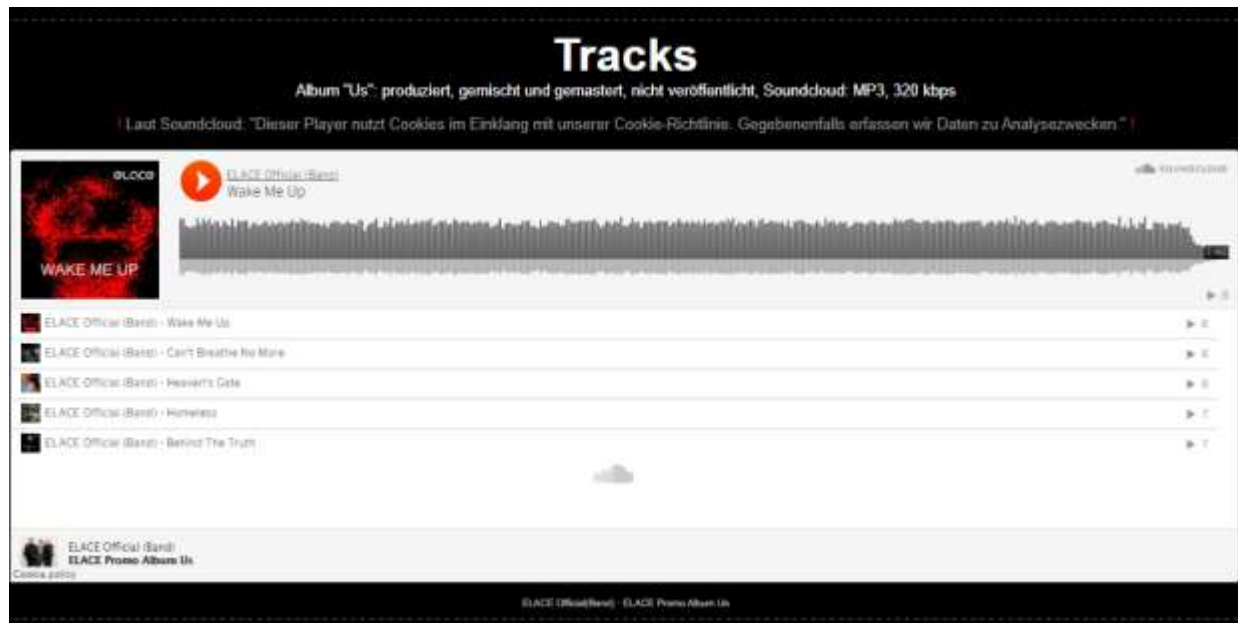 Tracks
Album "Us": produziert, gemischt und gemastert, nicht veröffentlicht, Soundcloud: MP3, 320 kbps
! Laut Soundcloud: "Dieser Player nutzt Cookies im Einklang mit unserer Cookie-Richtlinie. Gegebenenfalls erfassen wir Daten zu Analysezwecken." !
ELACE Official (Band)
Wake Me Up
SOUNDCLOUD
WAKE ME UP
ELACE Official (Band) - Wake Me Up
ELACE Official (Band) - Can't Breathe No More
ELACE Official (Band) - Heaven's Gate
ELACE Official (Band) - Homeless
ELACE Official (Band) - Behind The Truth
ELACE Official (Band)
ELACE Promo Album Us
Cookie policy
ELACE Official(Band) · ELACE Promo Album Us